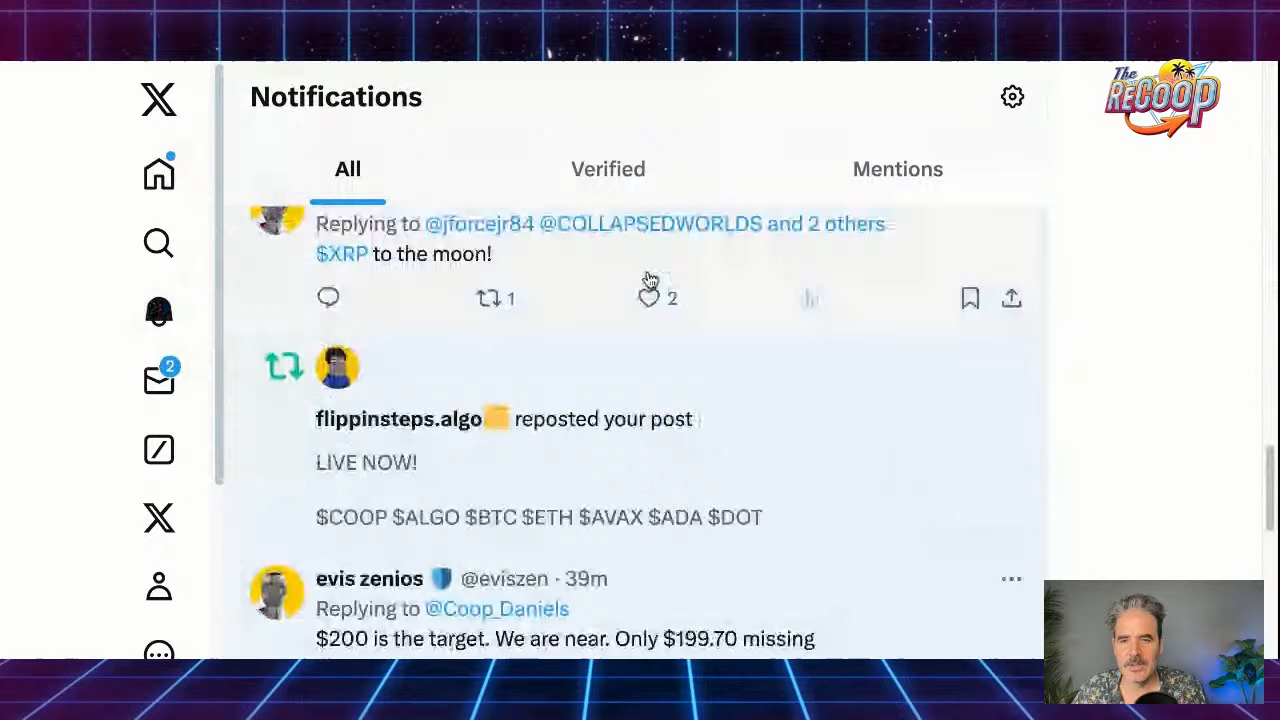 The
RECOOP
Notifications
All Verified Mentions
Replying to @jforcejr84 @COLLAPSEDWORLDS and 2 others
$XRP to the moon!
1 2
flippinsteps.algo reposted your post
2
LIVE NOW!
$COOP $ALGO $BTC $ETH $AVAX $ADA $DOT
evis zenios @eviszen · 39m
Replying to @Coop_Daniels
$200 is the target. We are near. Only $199.70 missing